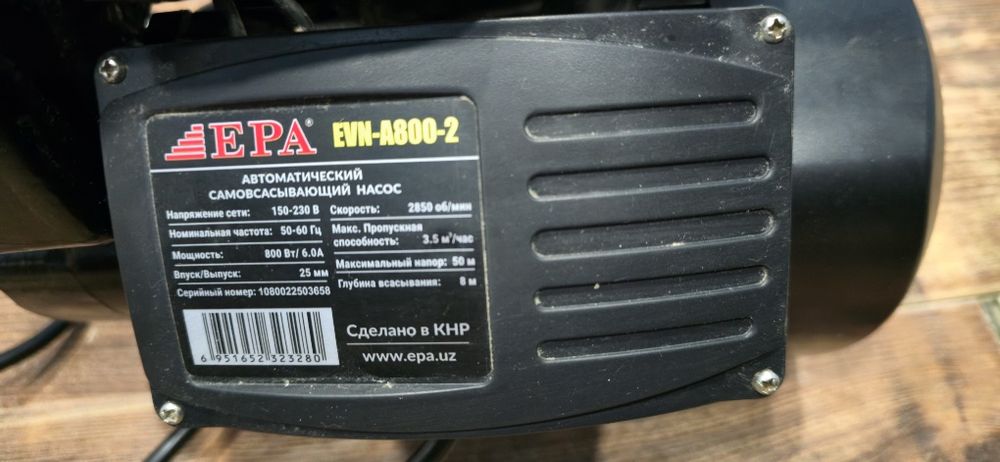 EPA® EVN-A800-2
АВТОМАТИЧЕСКИЙ
САМОВСАСЫВАЮЩИЙ НАСОС
Напряжение сети: 150-230 В
Номинальная частота: 50-60 Гц
Мощность: 800 Вт/ 6.0А
Впуск/Выпуск: 25 мм
Серийный номер: 1080022503658
Скорость: 2850 об/мин
Макс. Пропускная
способность: 3.5 м³/час
Максимальный напор: 50 м
Глубина всасывания: 8 м
6 951652 323280
Сделано в КНР
www.epa.uz